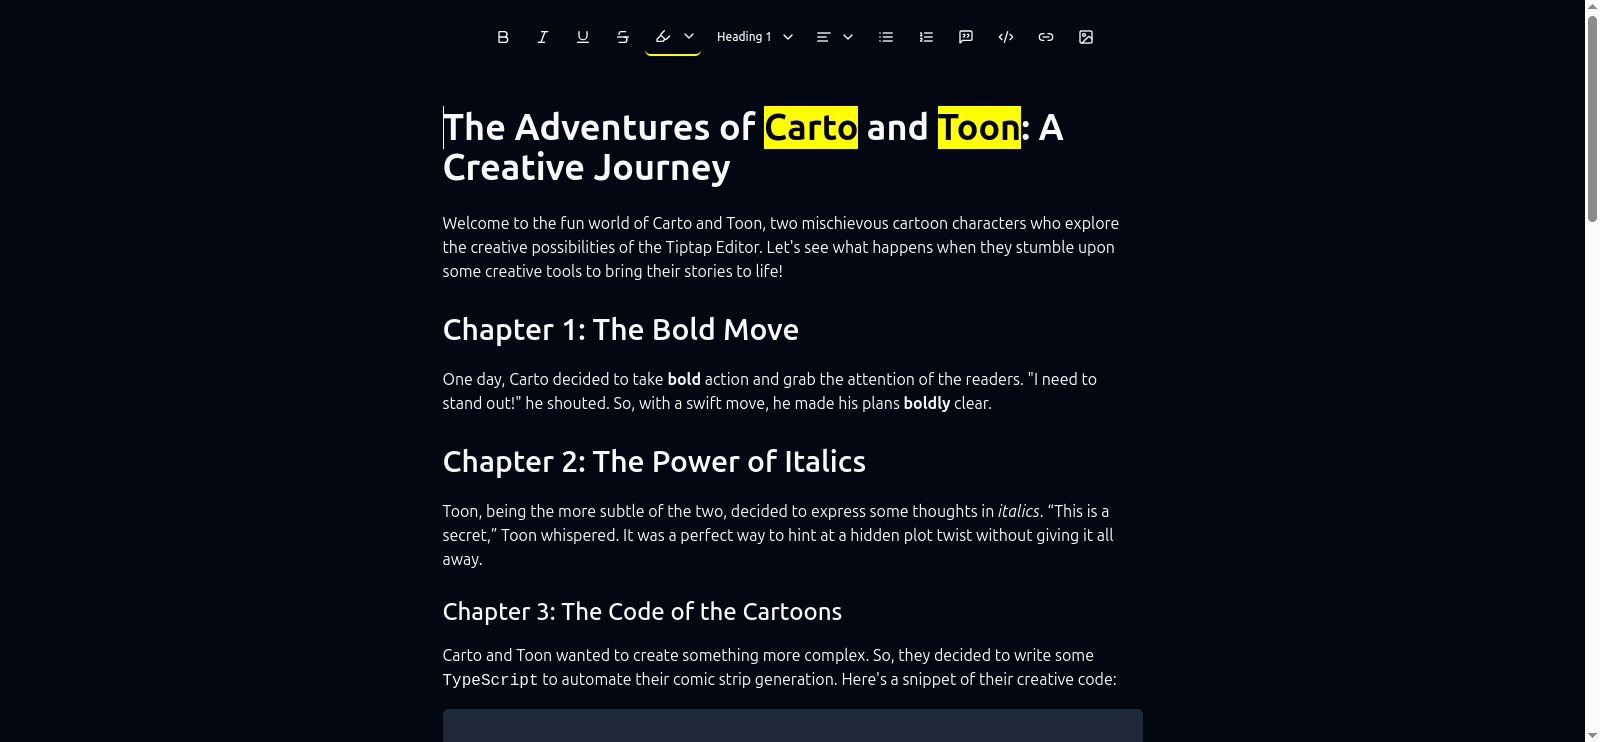 Heading 1
The Adventures of Carto and Toon: A
Creative Journey
Welcome to the fun world of Carto and Toon, two mischievous cartoon characters who explore
the creative possibilities of the Tiptap Editor. Let's see what happens when they stumble upon
some creative tools to bring their stories to life!
Chapter 1: The Bold Move
One day, Carto decided to take bold action and grab the attention of the readers. "I need to
stand out!" he shouted. So, with a swift move, he made his plans boldly clear.
Chapter 2: The Power of Italics
Toon, being the more subtle of the two, decided to express some thoughts in italics. “This is a
secret,” Toon whispered. It was a perfect way to hint at a hidden plot twist without giving it all
away.
Chapter 3: The Code of the Cartoons
Carto and Toon wanted to create something more complex. So, they decided to write some
TypeScript to automate their comic strip generation. Here's a snippet of their creative code: